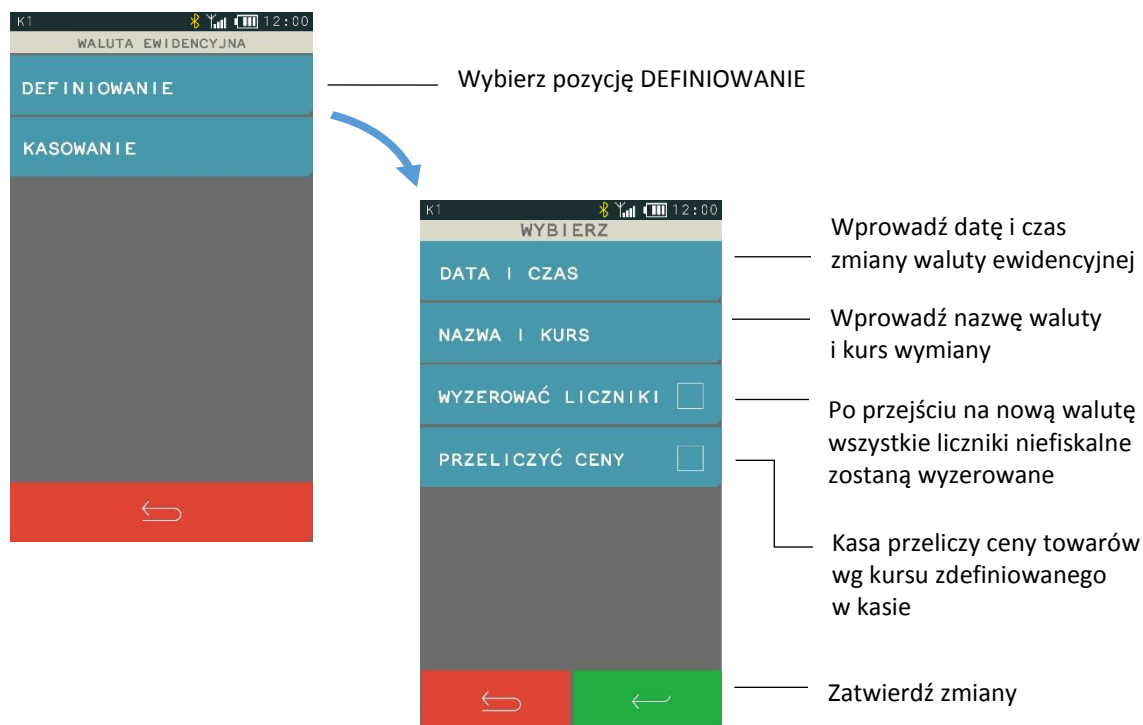 K1 12:00
WALUTA EWIDENCYJNA
DEFINIOWANIE
KASOWANIE
Wybierz pozycję DEFINIOWANIE
K1 12:00
WYBIERZ
DATA I CZAS
NAZWA I KURS
WYZEROWAĆ LICZNIKI
PRZELICZYĆ CENY
Wprowadź datę i czas
zmiany waluty ewidencyjnej
Wprowadź nazwę waluty
i kurs wymiany
Po przejściu na nową walutę
wszystkie liczniki niefiskalne
zostaną wyzerowane
Kasa przeliczy ceny towarów
wg kursu zdefiniowanego
w kasie
Zatwierdź zmiany